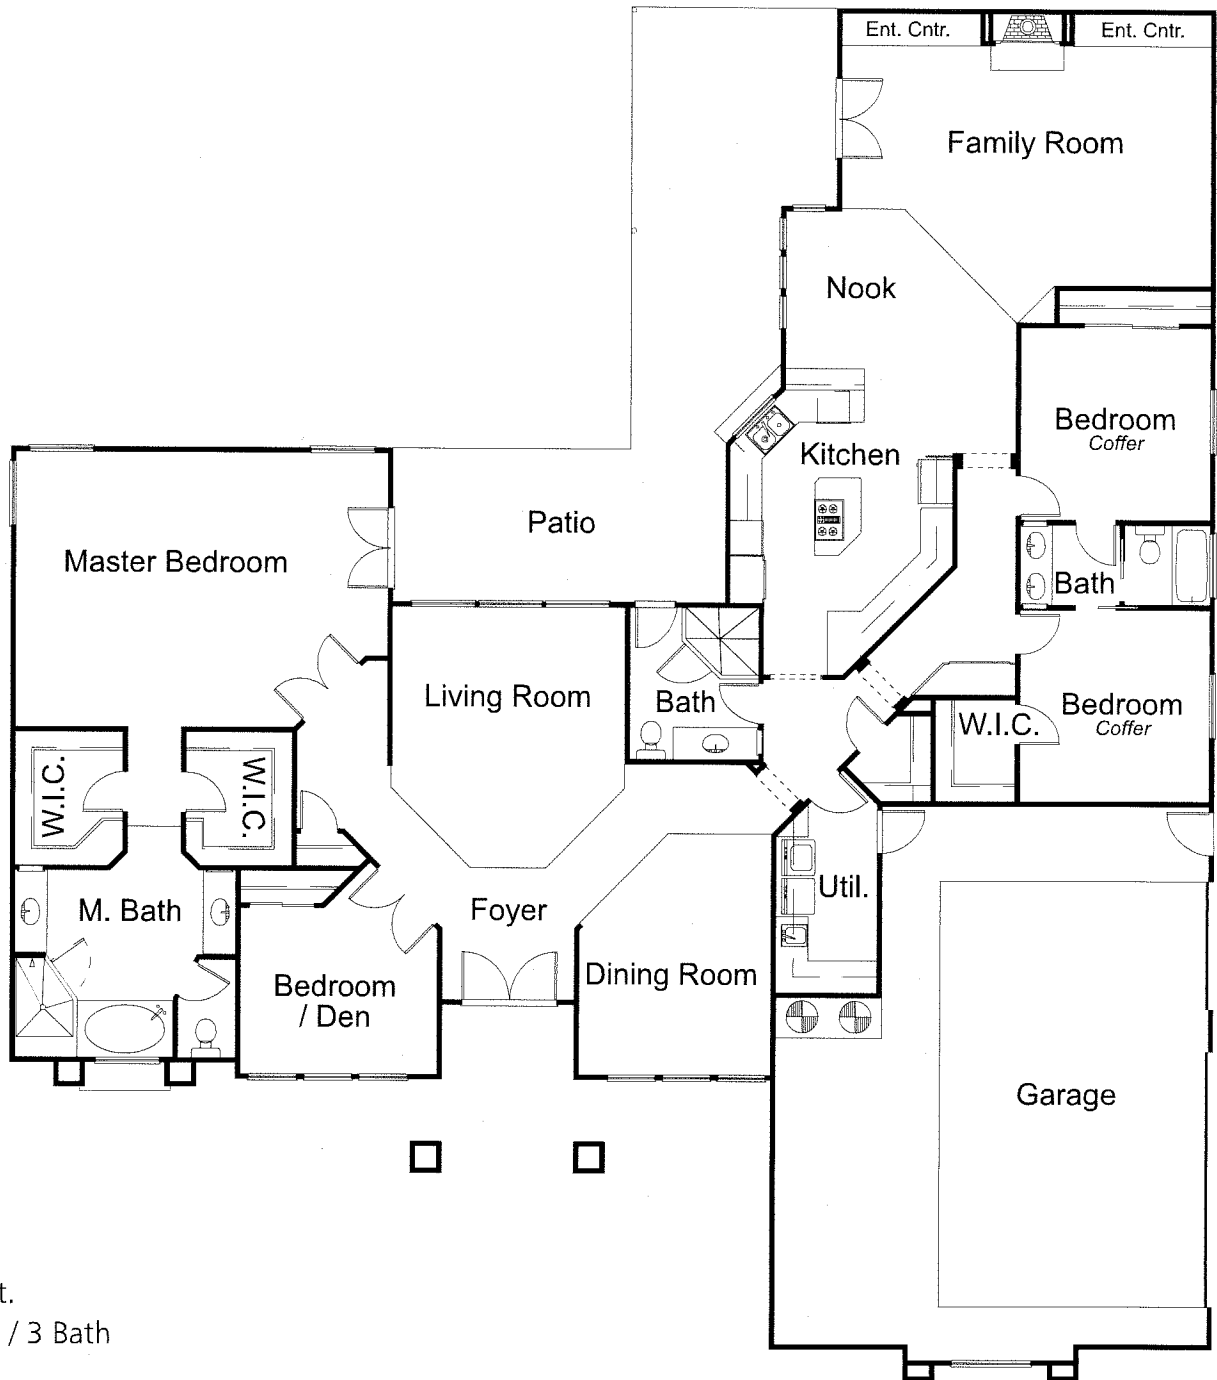 Ent. Cntr.
Ent. Cntr.
Family Room
Nook
Bedroom
Coffer
Kitchen
Patio
Master Bedroom
Bath
Living Room
Bath
Bedroom
Coffer
W.I.C.
W.I.C.
W.I.C.
Util.
M. Bath
Foyer
Dining Room
Bedroom
/ Den
Garage
t.
/ 3 Bath